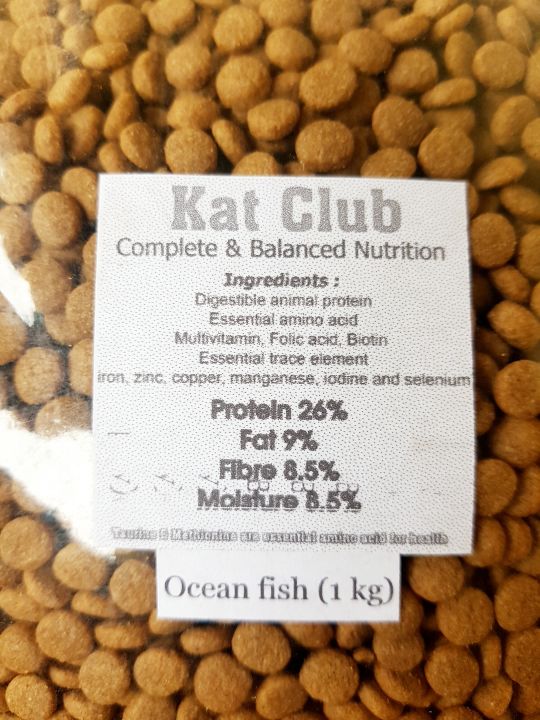 Kat Club
Complete & Balanced Nutrition
Ingredients :
Digestible animal protein
Essential amino acid
Multivitamin, Folic acid, Biotin
Essential trace element
iron, zinc, copper, manganese, iodine and selenium
Protein 26%
Fat 9%
Fibre 8.5%
Moisture 8.5%
Taurine & Methionine are essential amino acid for health
Ocean fish (1 kg)